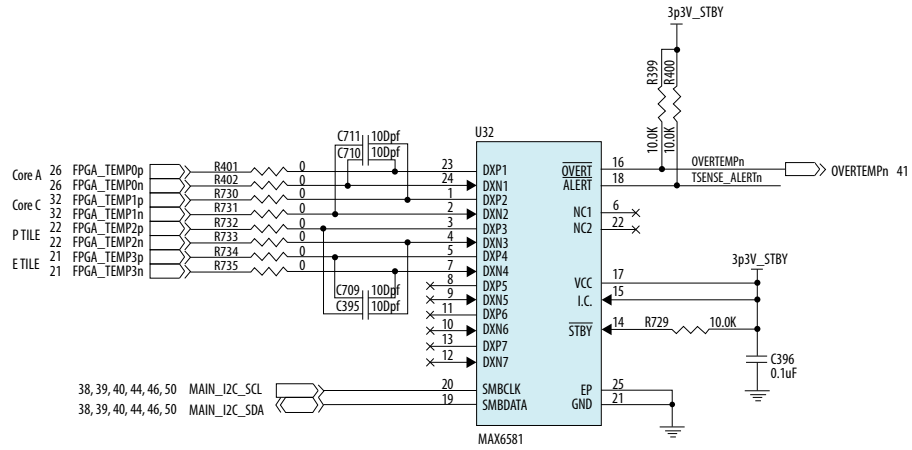 3p3V_STBY
R399
R400
10.0K
10.0K
U32
C711 10Dpf
C710 10Dpf
Core A 26 FPGA_TEMP0p R401 0 23 DXP1
26 FPGA_TEMP0n R402 0 24 DXN1
Core C 32 FPGA_TEMP1p R730 0 1 DXP2
32 FPGA_TEMP1n R731 0 2 DXN2
P TILE 22 FPGA_TEMP2p R732 0 3 DXP3
22 FPGA_TEMP2n R733 0 4 DXN3
E TILE 21 FPGA_TEMP3p R734 0 5 DXP4
21 FPGA_TEMP3n R735 0 7 DXN4
C709 10Dpf
C395 10Dpf
8 DXP5
9 DXN5
11 DXP6
10 DXN6
13 DXP7
12 DXN7
38, 39, 40, 44, 46, 50 MAIN_I2C_SCL 20 SMBCLK
38, 39, 40, 44, 46, 50 MAIN_I2C_SDA 19 SMBDATA
OVERT 16 OVERTEMPn OVERTEMPn 41
ALERT 18 TSENSE_ALERTn
NC1 6
NC2 22
3p3V_STBY
VCC 17
I.C. 15
STBY 14 R729 10.0K
C396
0.1uF
EP 25
GND 21
MAX6581